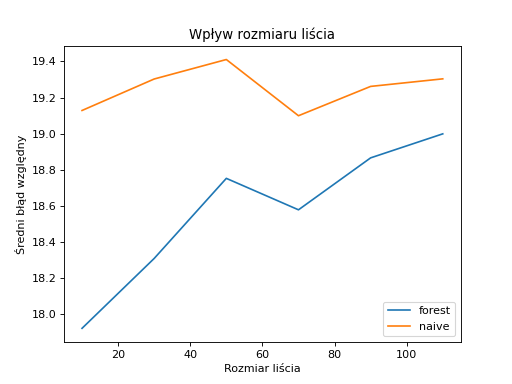 Wpływ rozmiaru liścia
Średni błąd względny
19.4
19.2
19.0
18.8
18.6
18.4
18.2
18.0
20
40
60
80
100
Rozmiar liścia
forest
naive